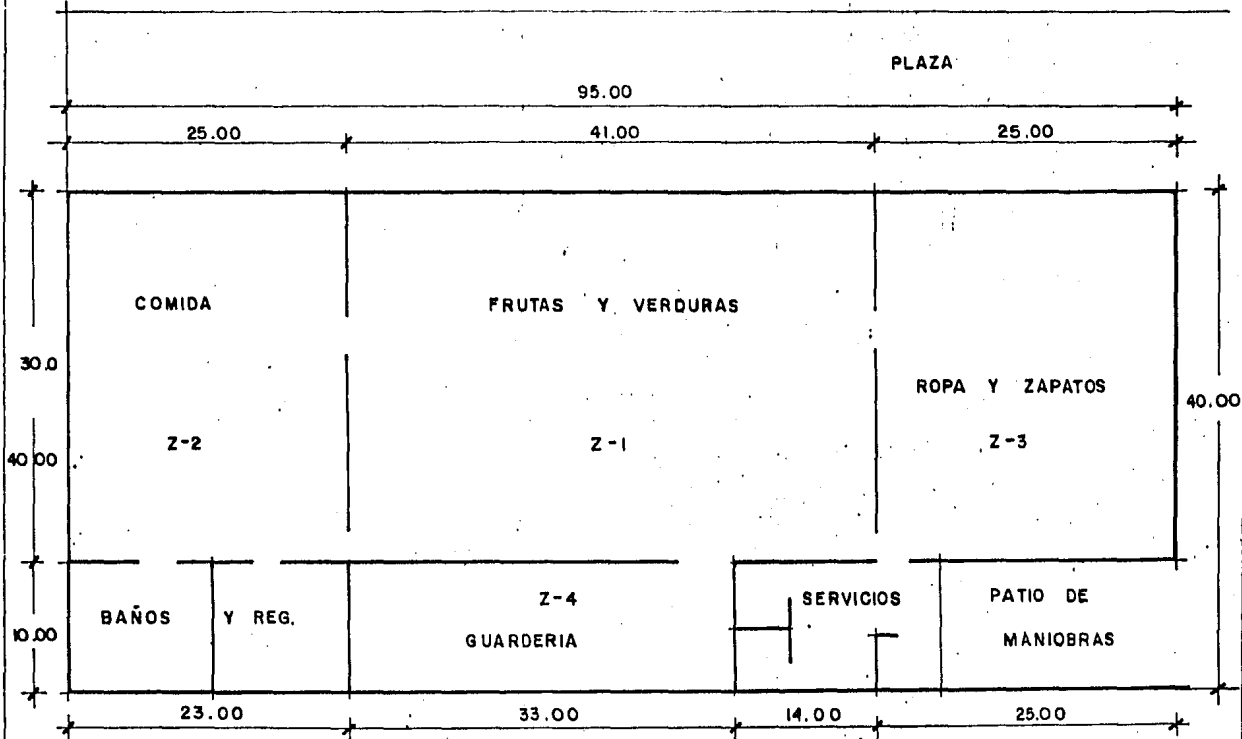 PLAZA
95.00
25.00 41.00 25.00
COMIDA FRUTAS Y VERDURAS
30.0
ROPA Y ZAPATOS
40.00
Z-2 Z-1 Z-3
40.00
Z-4 SERVICIOS PATIO DE
BAÑOS Y REG.
10.00 GUARDERIA MANIOBRAS
23.00 33.00 14.00 25.00